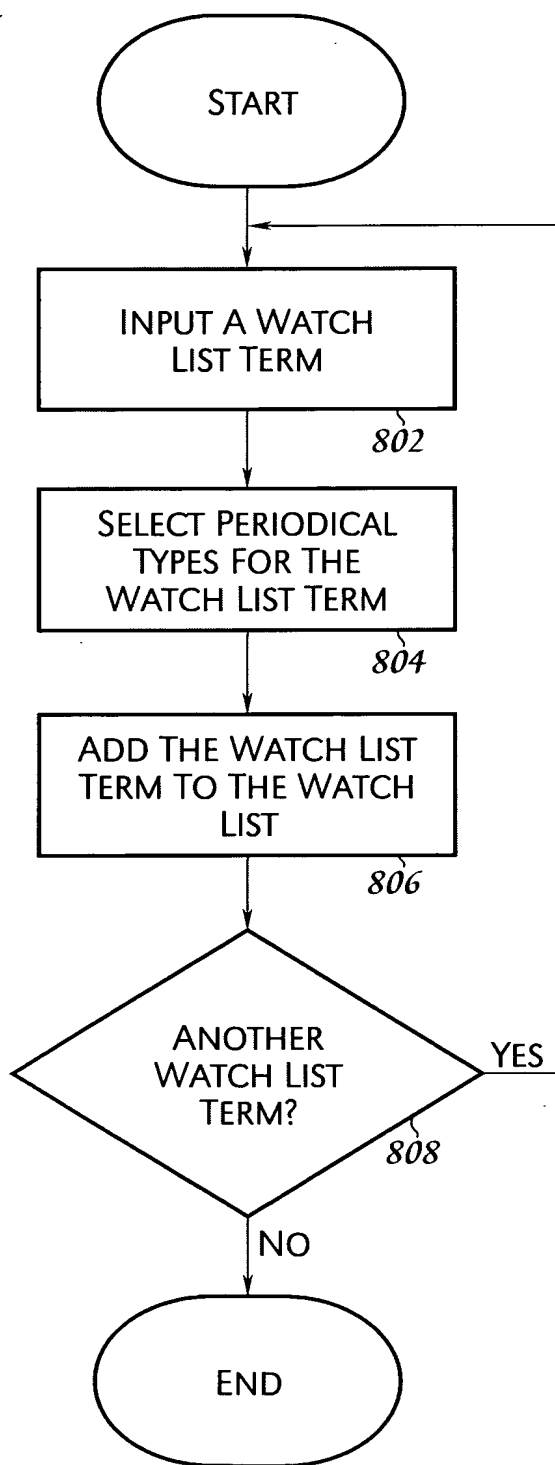 START
INPUT A WATCH
LIST TERM
802
SELECT PERIODICAL
TYPES FOR THE
WATCH LIST TERM
804
ADD THE WATCH LIST
TERM TO THE WATCH
LIST
806
ANOTHER
WATCH LIST
TERM?
YES
808
NO
END